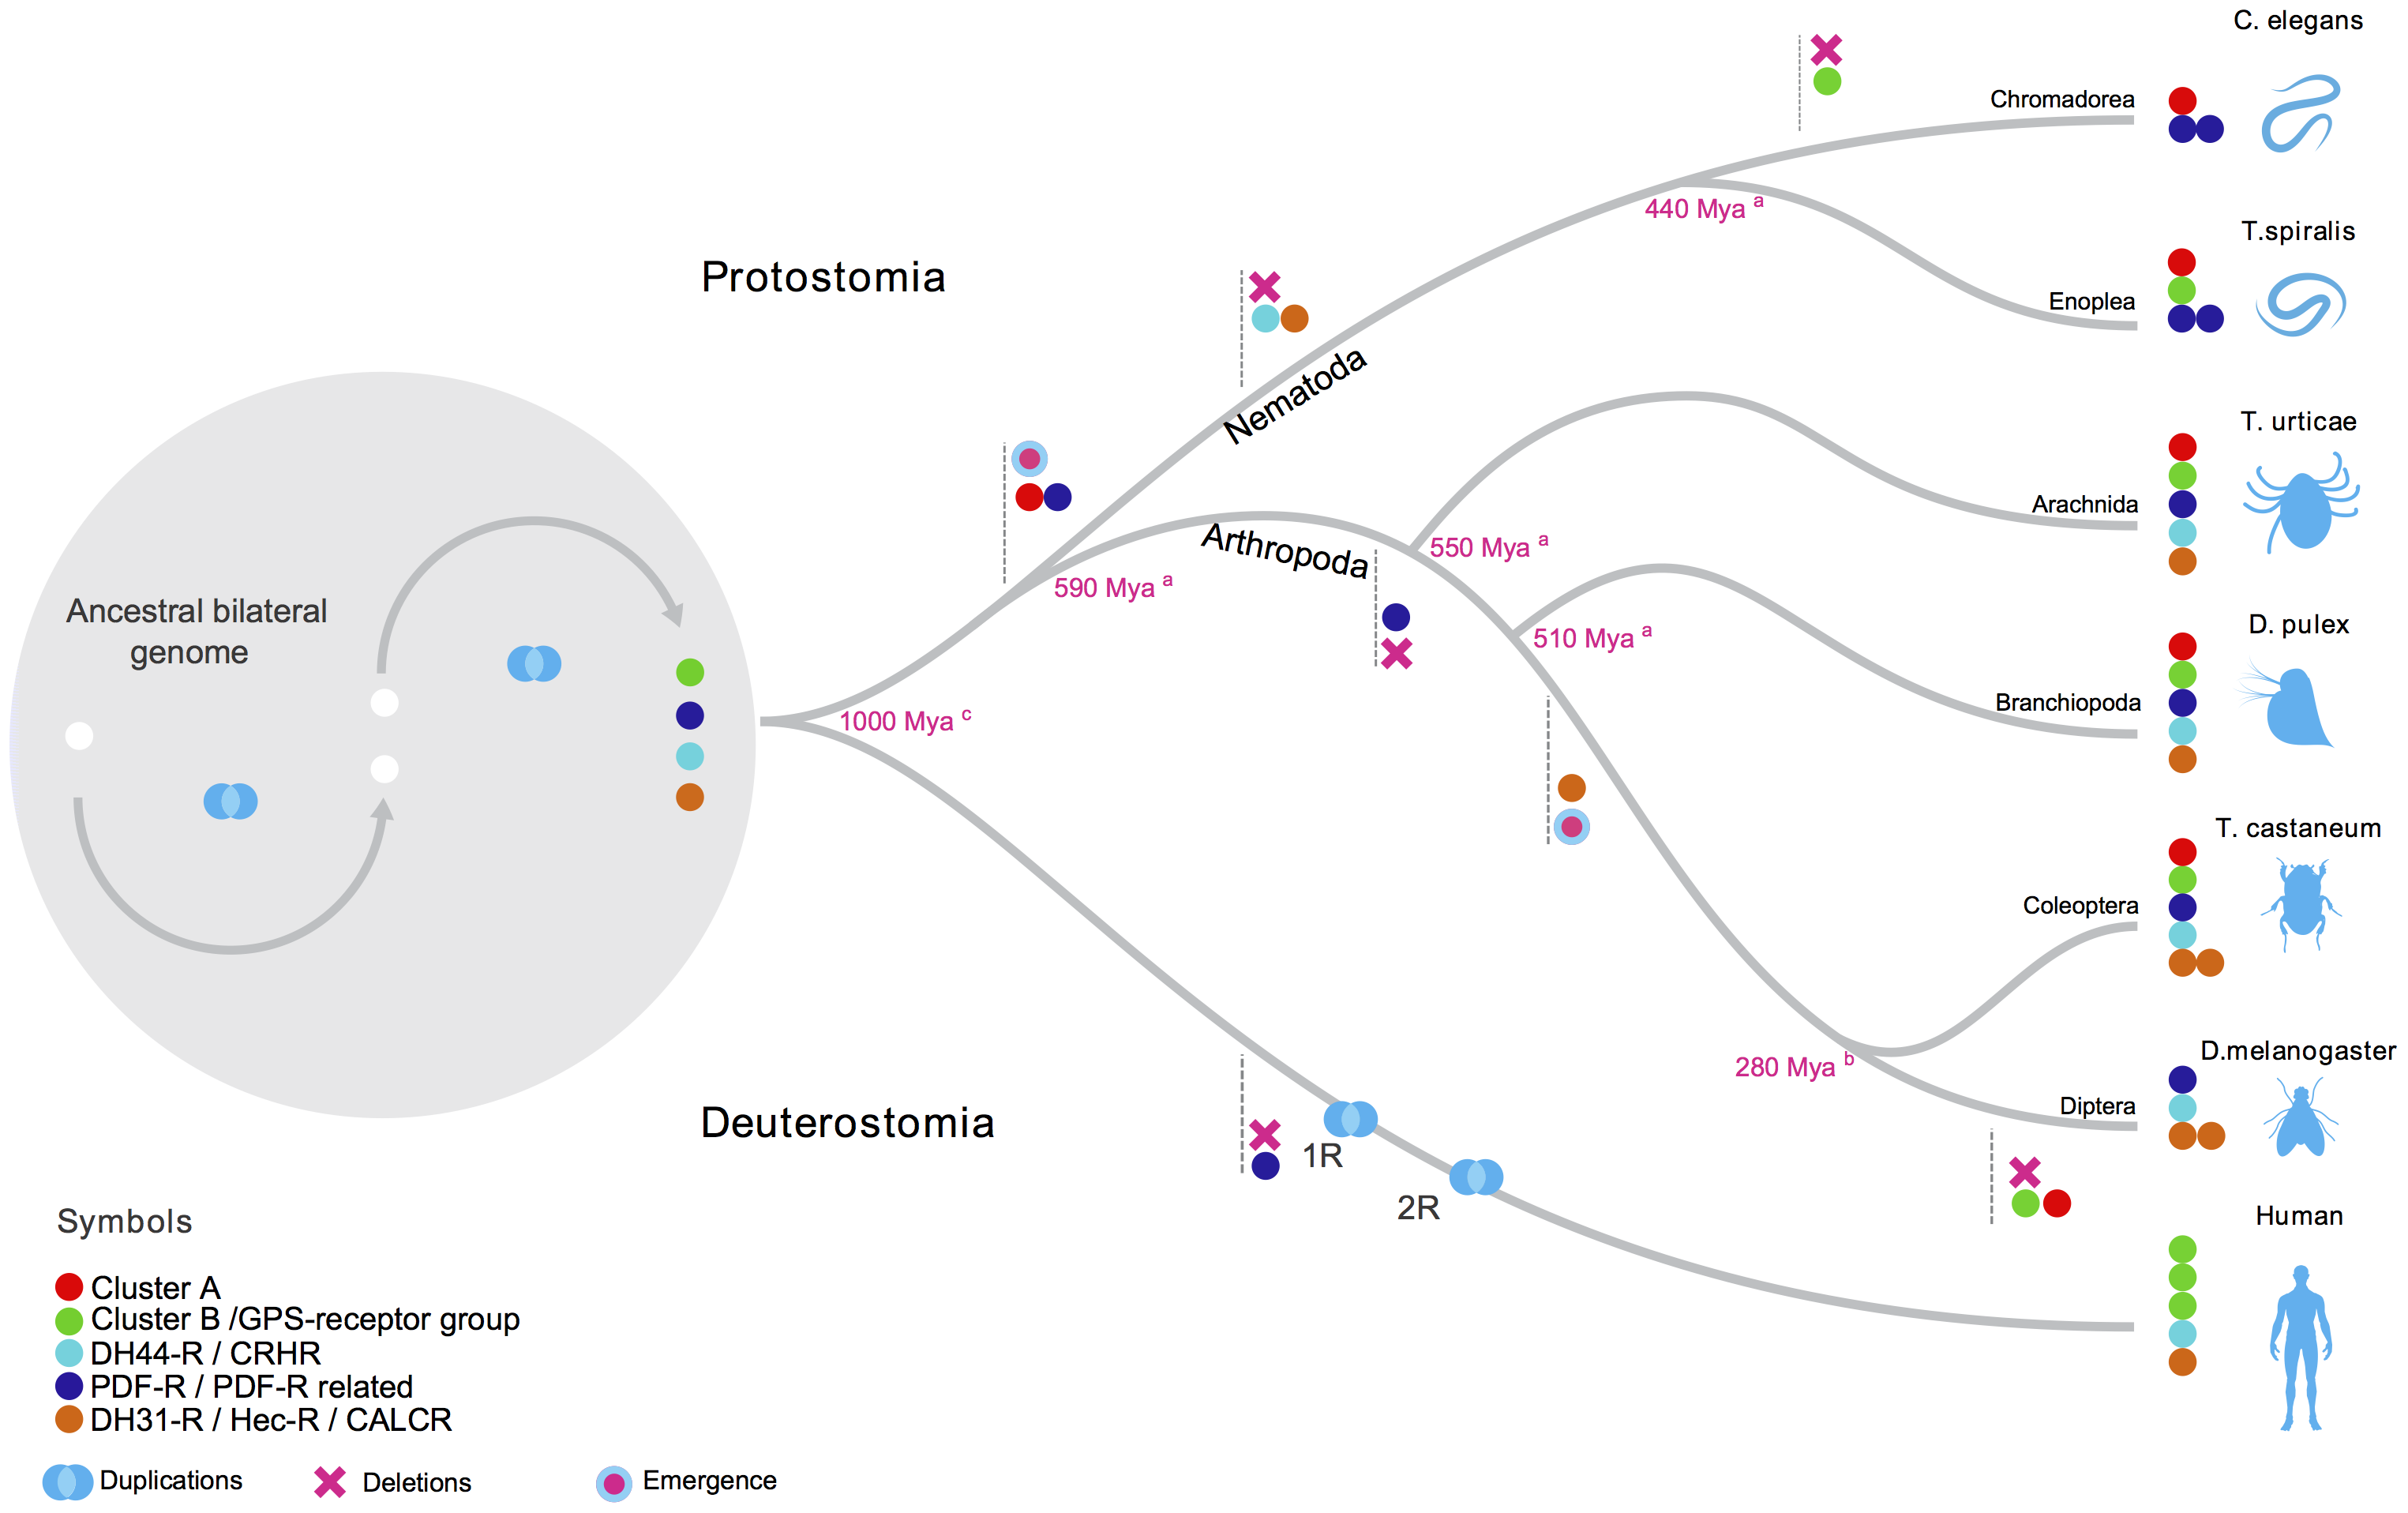 C. elegans
Chromadorea
440 Mya a
T.spiralis
Protostomia
Enoplea
Nematoda
T. urticae
Arachnida
Arthropoda
550 Mya a
590 Mya a
Ancestral bilateral
genome
D. pulex
510 Mya a
Branchiopoda
1000 Mya c
T. castaneum
Coleoptera
D.melanogaster
280 Mya b
Diptera
Deuterostomia
1R
2R
Human
Symbols
Cluster A
Cluster B /GPS-receptor group
DH44-R / CRHR
PDF-R / PDF-R related
DH31-R / Hec-R / CALCR
Duplications
Deletions
Emergence